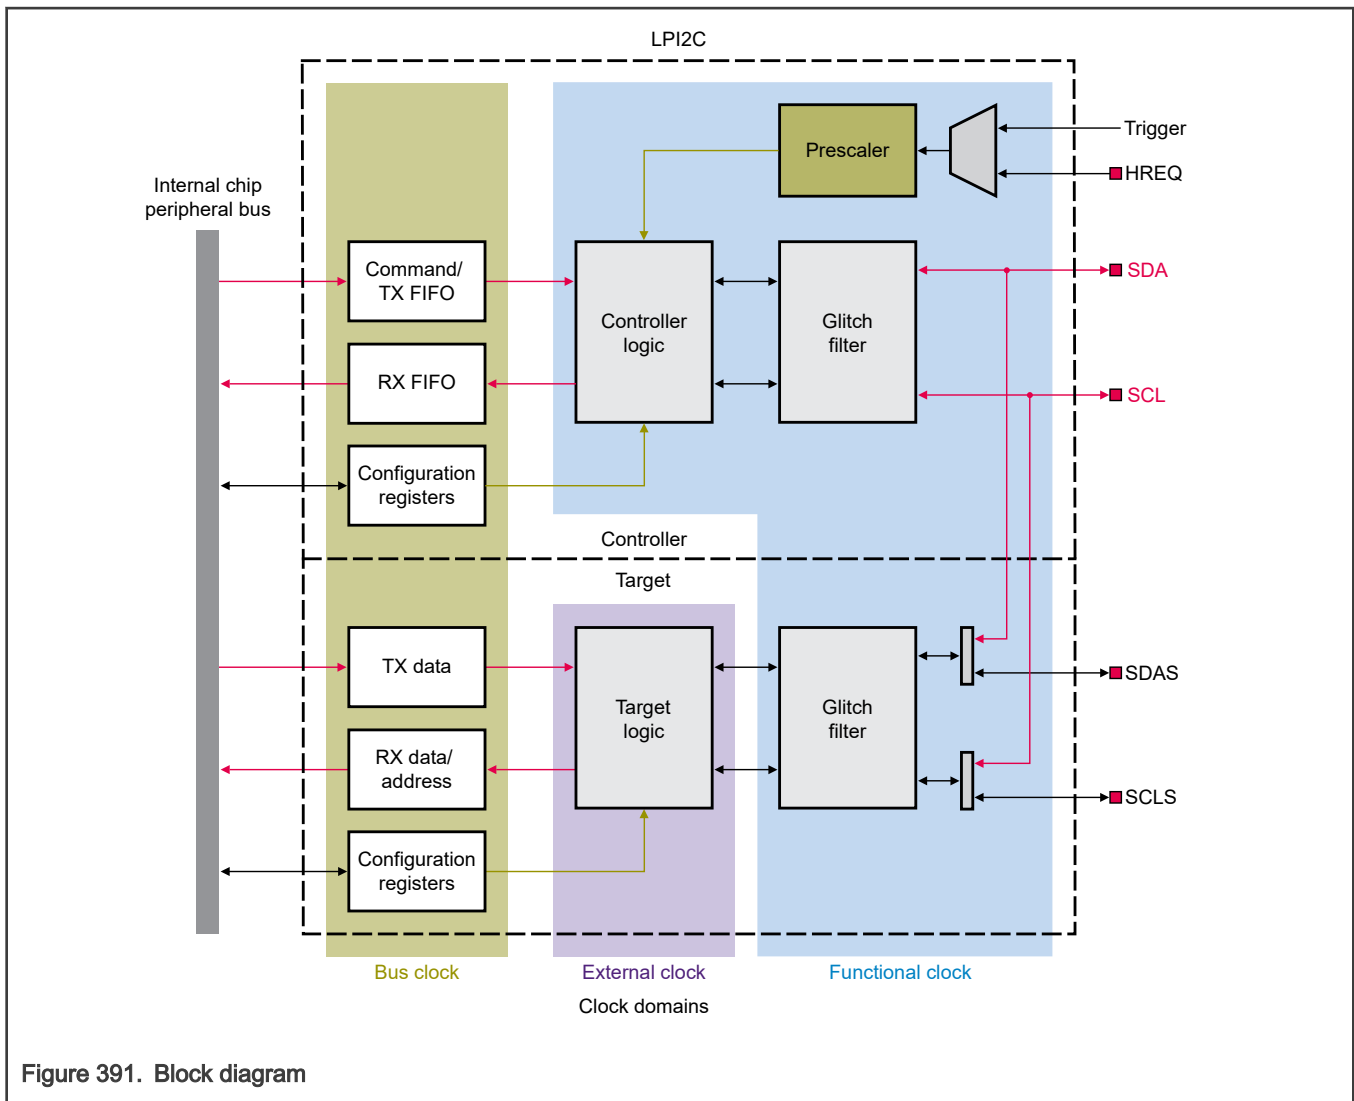 LPI2C
Trigger
Prescaler
HREQ
Internal chip
peripheral bus
Command/
TX FIFO
SDA
Controller
logic
Glitch
filter
RX FIFO
SCL
Configuration
registers
Controller
Target
TX data
SDAS
Target
logic
Glitch
filter
RX data/
address
SCLS
Configuration
registers
Bus clock
External clock
Functional clock
Clock domains
Figure 391. Block diagram